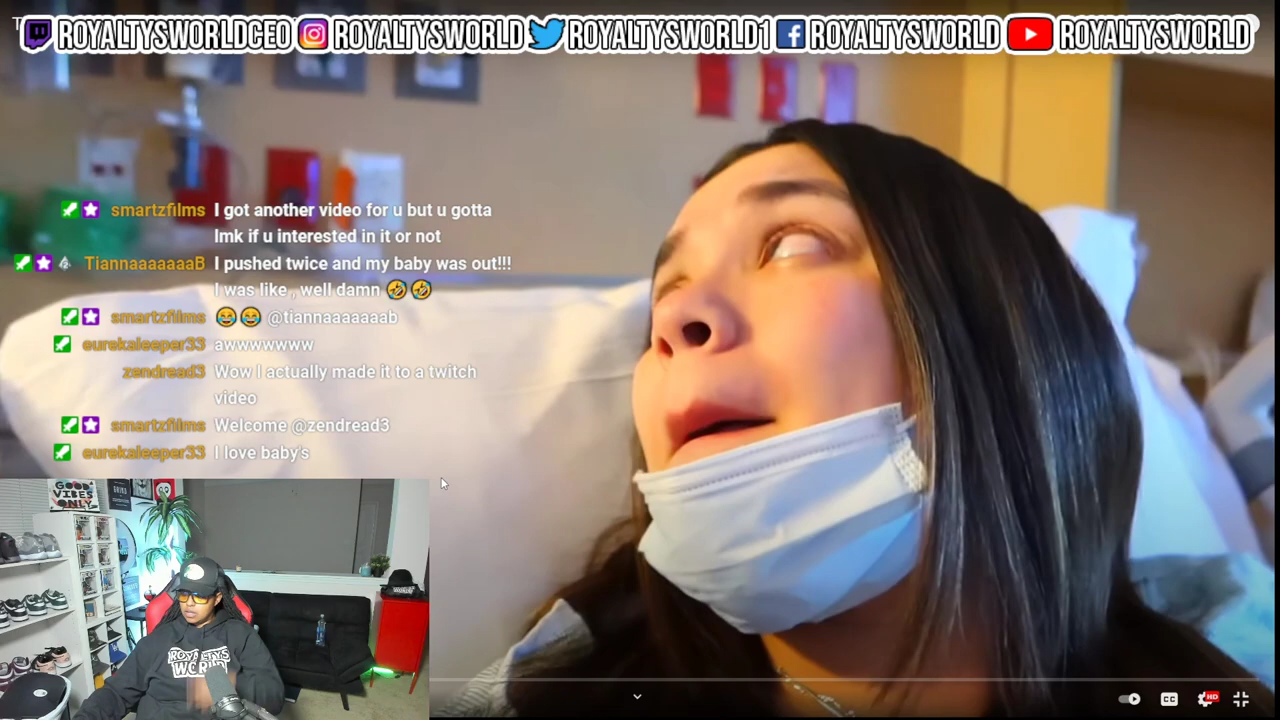 ROYALTYSWORLDCEO ROYALTYSWORLD ROYALTYSWORLD1 ROYALTYSWORLD ROYALTYSWORLD
smartzfilms I got another video for u but u gotta
lmk if u interested in it or not
TiannaaaaaaaB I pushed twice and my baby was out!!!
I was like , well damn 🤣 🤣
smartzfilms 😂 😂 @tiannaaaaaaab
eurekaleeper33 awwwwwww
zendread3 Wow I actually made it to a twitch
video
smartzfilms Welcome @zendread3
eurekaleeper33 I love baby's
GOOD
VIBES
ONLY
ROYALTYS
WORLD
CC
HD